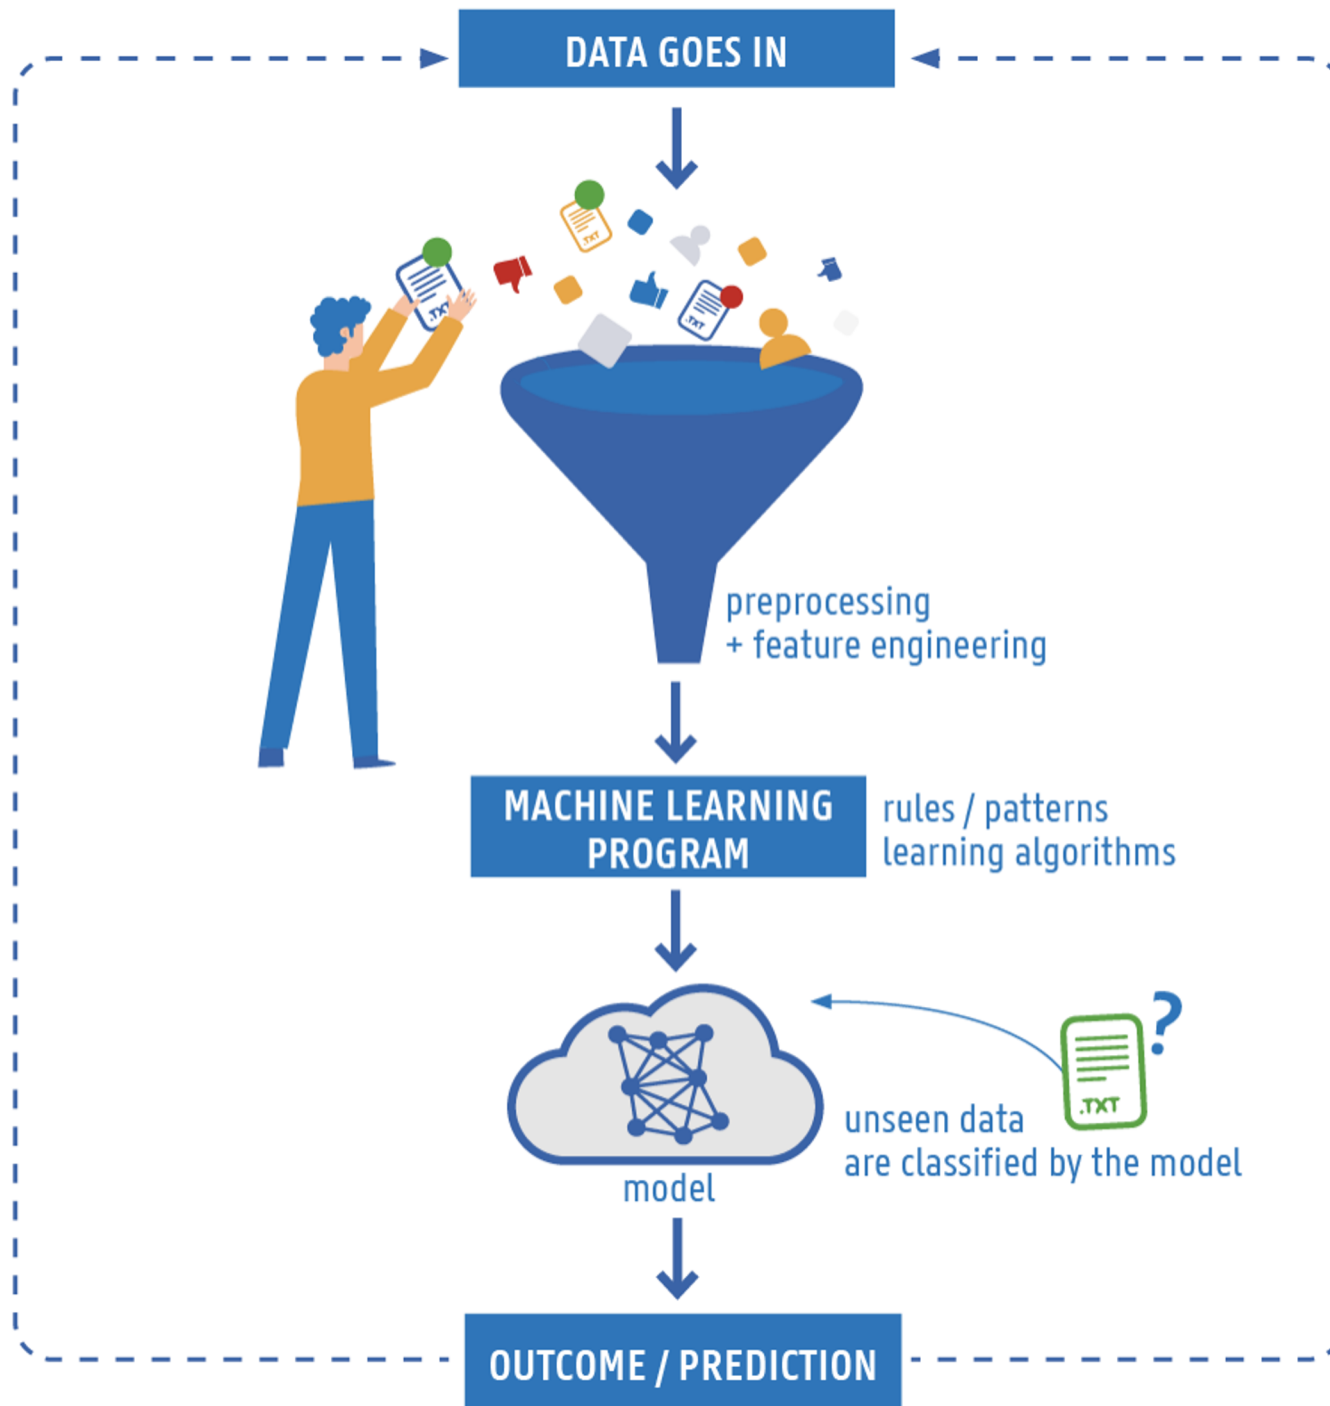 DATA GOES IN
.TXT
.TXT
.TXT
preprocessing
+ feature engineering
MACHINE LEARNING
PROGRAM
rules / patterns
learning algorithms
?
.TXT
unseen data
are classified by the model
model
OUTCOME / PREDICTION